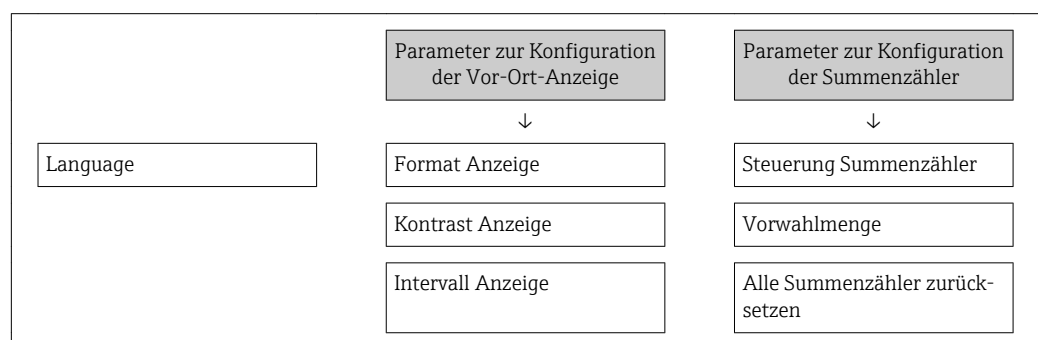 Parameter zur Konfiguration
der Vor-Ort-Anzeige
Parameter zur Konfiguration
der Summenzähler
↓
↓
Language
Format Anzeige
Steuerung Summenzähler
Kontrast Anzeige
Vorwahlmenge
Intervall Anzeige
Alle Summenzähler zurück-
setzen